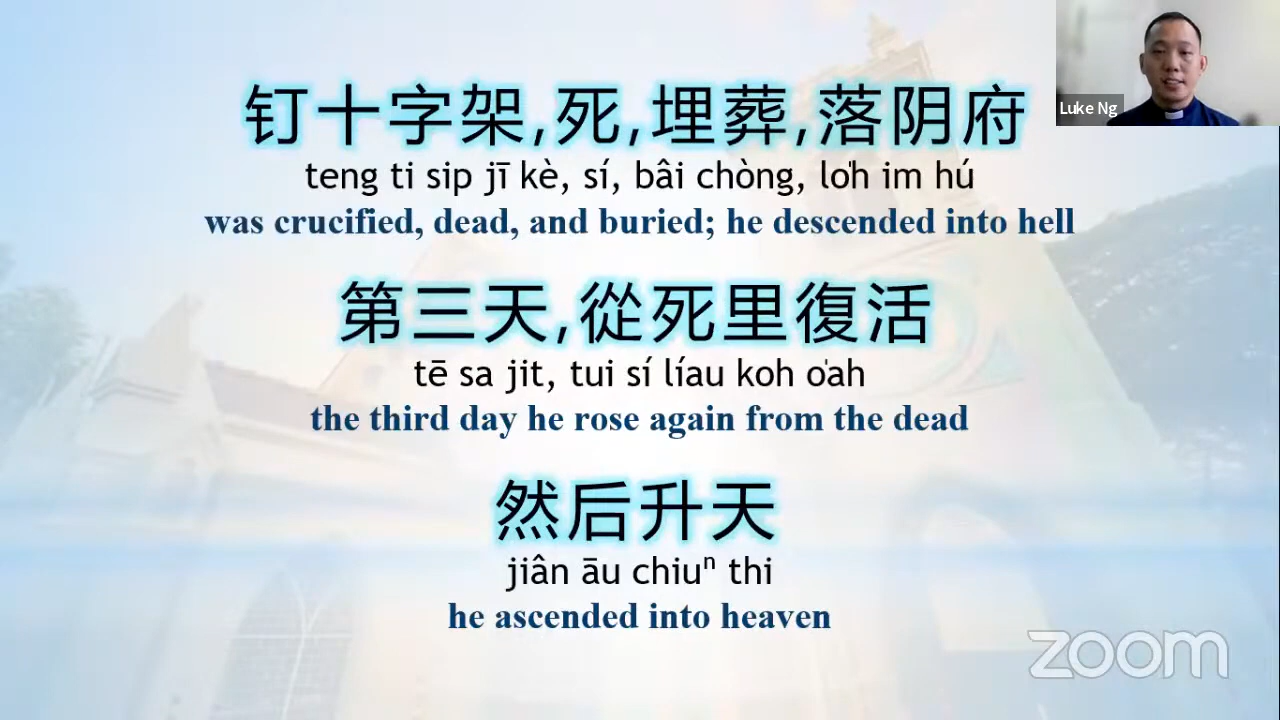 钉十字架,死,埋葬,落阴府
teng ti sip jī kè, sí, bâi chòng, lo̍h im hú
was crucified, dead, and buried; he descended into hell
第三天,從死里復活
tē sa jit, tui sí líau koh o̍ah
the third day he rose again from the dead
然后升天
jiân āu chiuⁿ thi
he ascended into heaven
Luke Ng
zoom